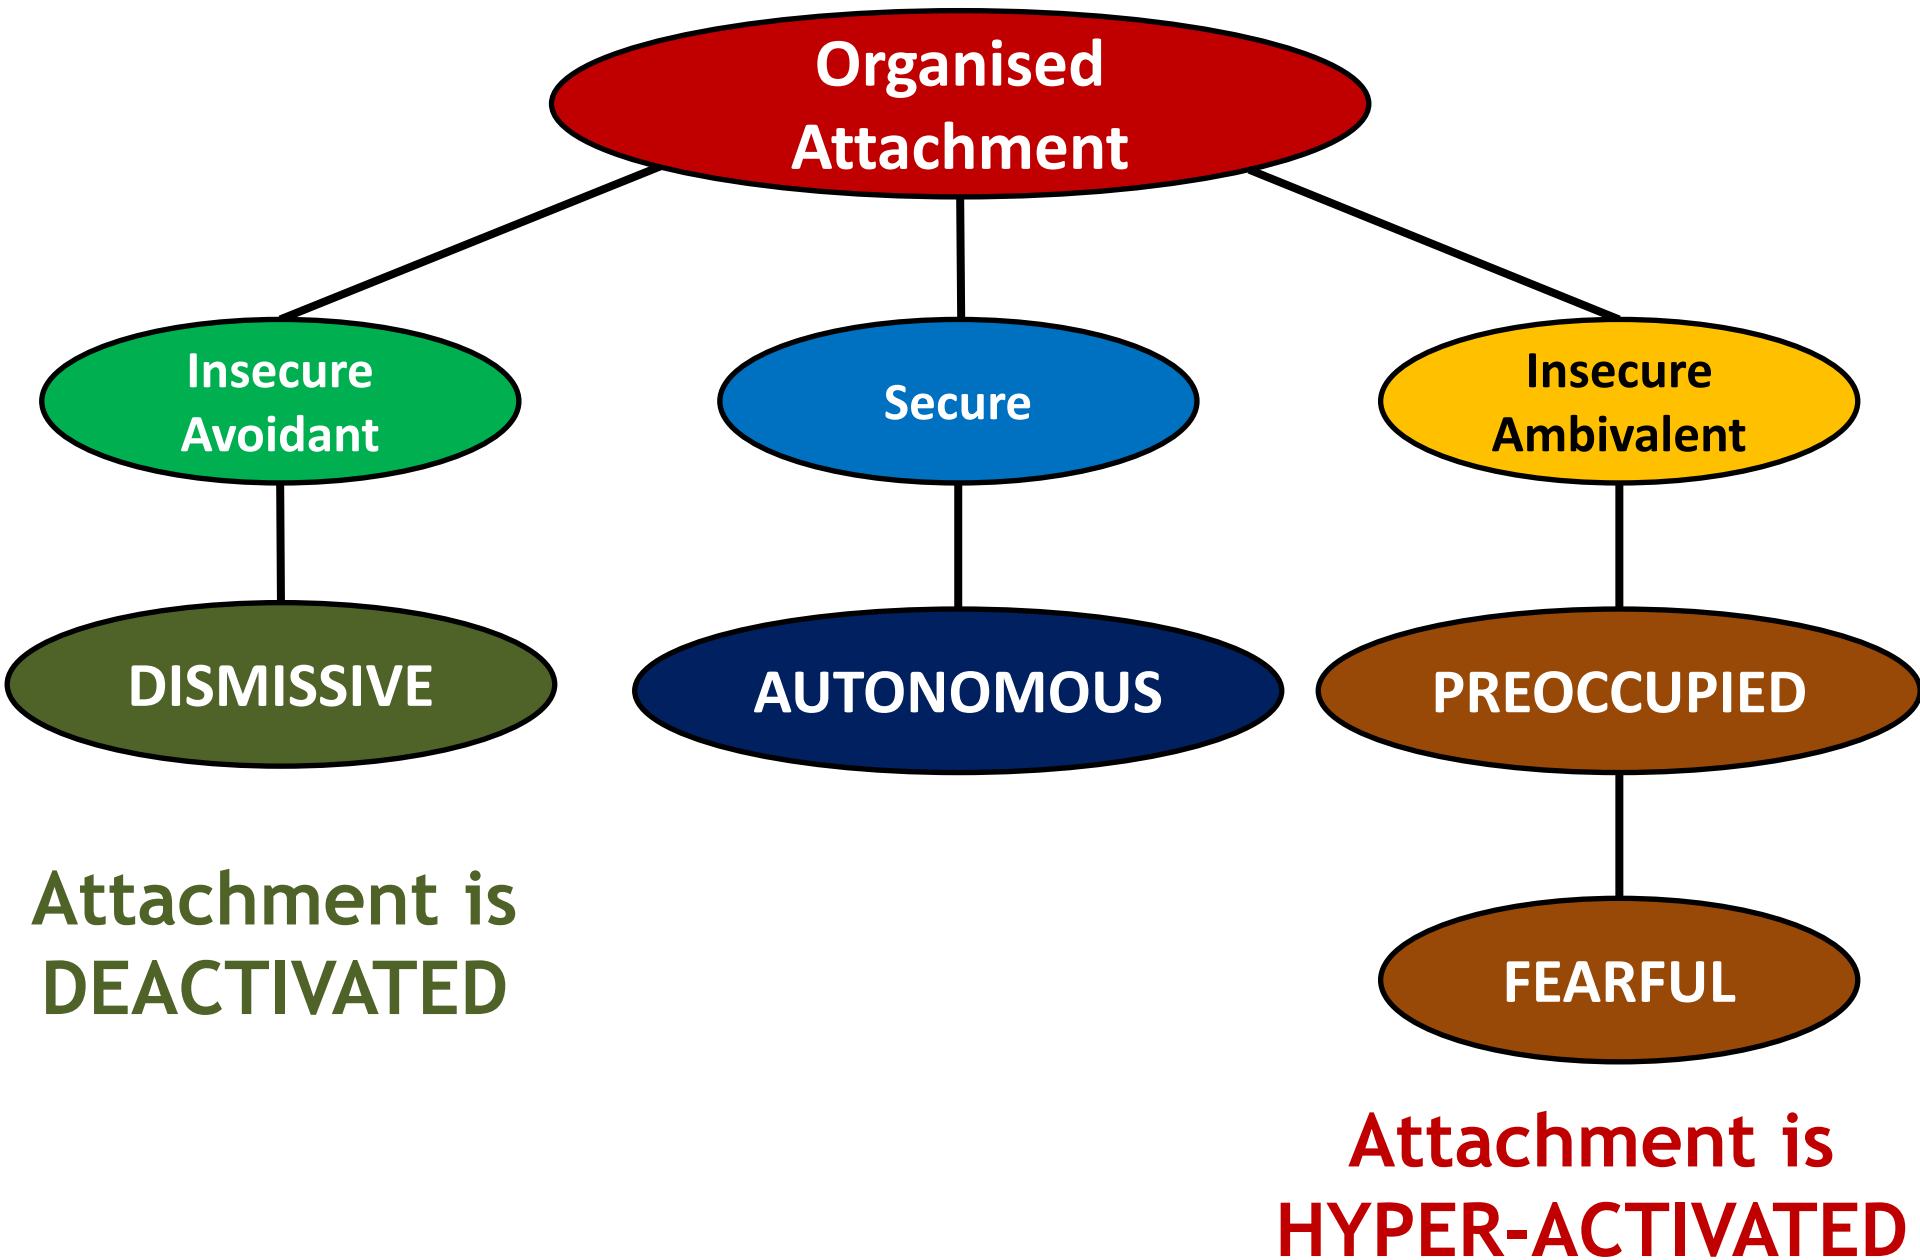 Organised
Attachment
Insecure
Avoidant
Secure
Insecure
Ambivalent
DISMISSIVE
AUTONOMOUS
PREOCCUPIED
Attachment is
DEACTIVATED
FEARFUL
Attachment is
HYPER-ACTIVATED